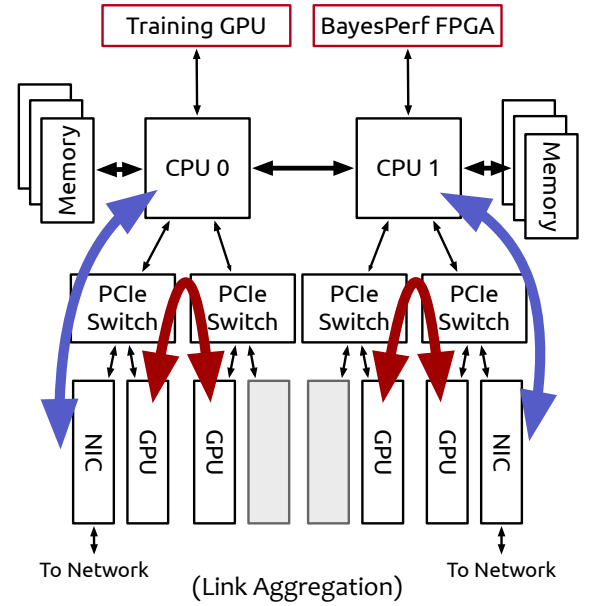 Training GPU
BayesPerf FPGA
Memory
CPU 0
CPU 1
Memory
PCIe
Switch
PCIe
Switch
PCIe
Switch
PCIe
Switch
NIC
GPU
GPU
GPU
GPU
NIC
To Network
(Link Aggregation)
To Network